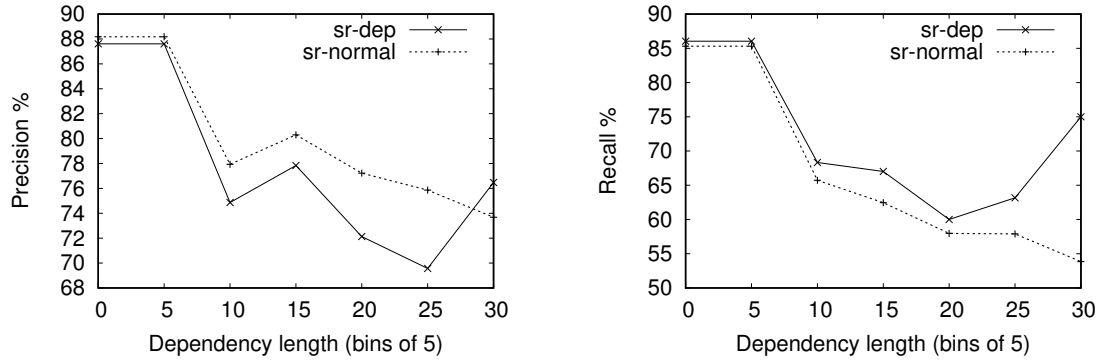 90
88
86
84
82
80
78
76
74
72
70
68
Precision %
sr-dep
sr-normal
0 5 10 15 20 25 30
Dependency length (bins of 5)
90
85
80
75
70
65
60
55
50
Recall %
sr-dep
sr-normal
0 5 10 15 20 25 30
Dependency length (bins of 5)